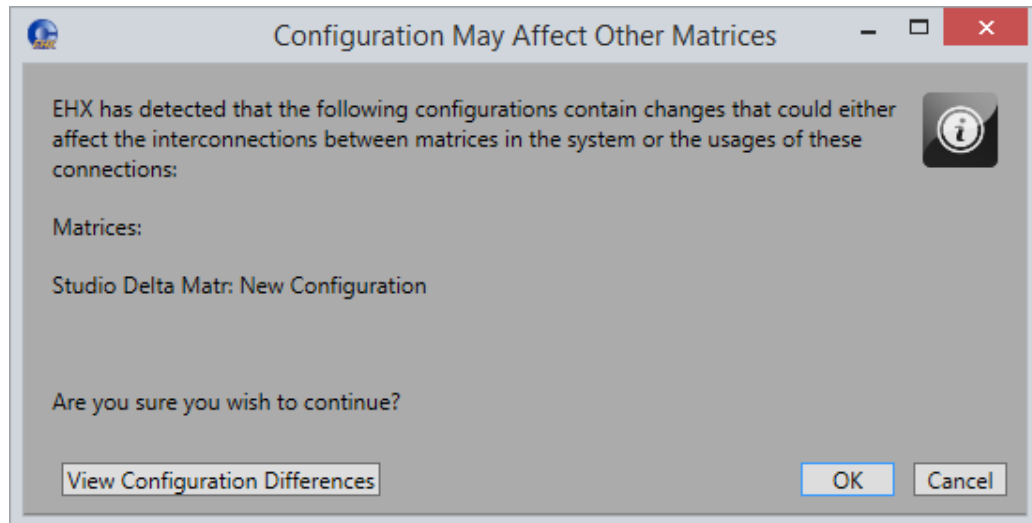 Configuration May Affect Other Matrices
EHX has detected that the following configurations contain changes that could either
affect the interconnections between matrices in the system or the usages of these
connections:
Matrices:
Studio Delta Matr: New Configuration
Are you sure you wish to continue?
View Configuration Differences
OK
Cancel